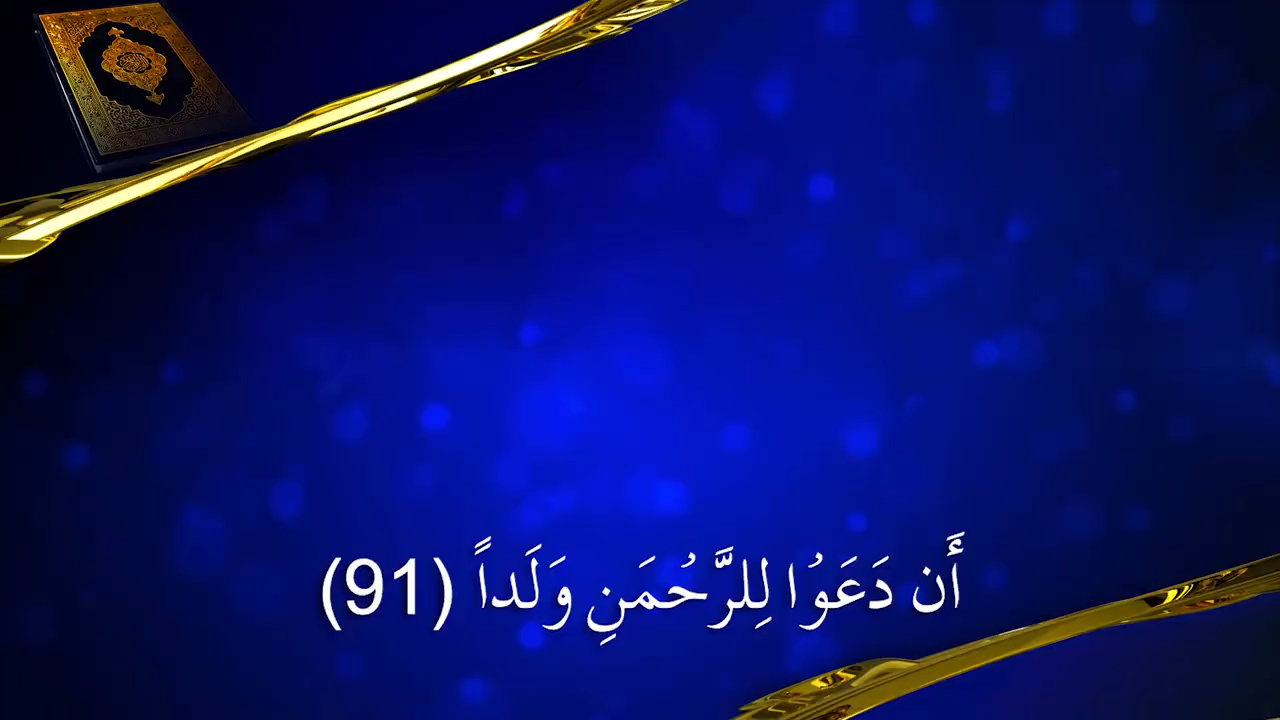 أَن دَعَوْا لِلرَّحْمَنِ وَلَداً (91)